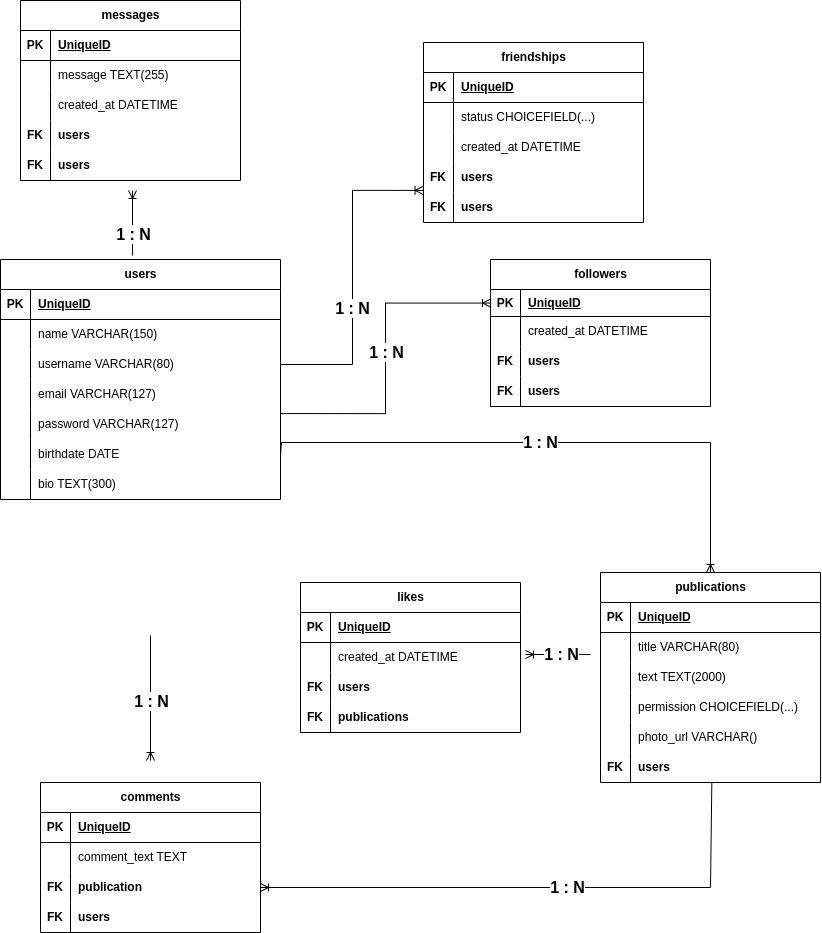 messages
PK UniqueID
message TEXT(255)
created_at DATETIME
FK users
FK users
friendships
PK UniqueID
status CHOICEFIELD(...)
created_at DATETIME
FK users
FK users
1 : N
users
PK UniqueID
name VARCHAR(150)
username VARCHAR(80)
email VARCHAR(127)
password VARCHAR(127)
birthdate DATE
bio TEXT(300)
1 : N
1 : N
followers
PK UniqueID
created_at DATETIME
FK users
FK users
1 : N
likes
PK UniqueID
created_at DATETIME
FK users
FK publications
1 : N
publications
PK UniqueID
title VARCHAR(80)
text TEXT(2000)
permission CHOICEFIELD(...)
photo_url VARCHAR()
FK users
1 : N
comments
PK UniqueID
comment_text TEXT
FK publication
FK users
1 : N